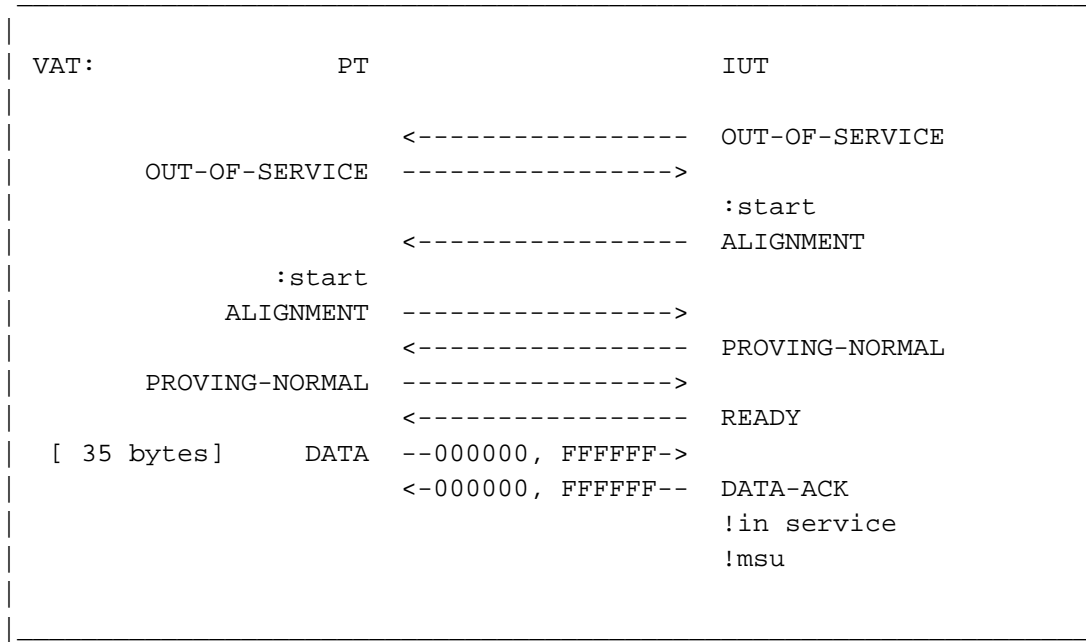 VAT: PT IUT
<----------------- OUT-OF-SERVICE
OUT-OF-SERVICE ----------------->
:start
<----------------- ALIGNMENT
:start
ALIGNMENT ----------------->
<----------------- PROVING-NORMAL
PROVING-NORMAL ----------------->
<----------------- READY
[ 35 bytes] DATA --000000, FFFFFF->
<-000000, FFFFFF-- DATA-ACK
!in service
!msu